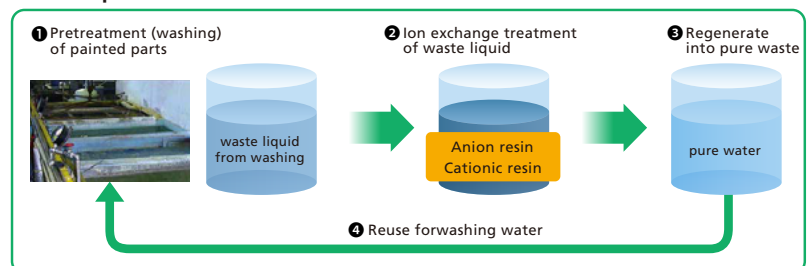 ❶ Pretreatment (washing)
of painted parts
❷ Ion exchange treatment
of waste liquid
❸ Regenerate
into pure waste
waste liquid
from washing
Anion resin
Cationic resin
pure water
❹ Reuse forwashing water